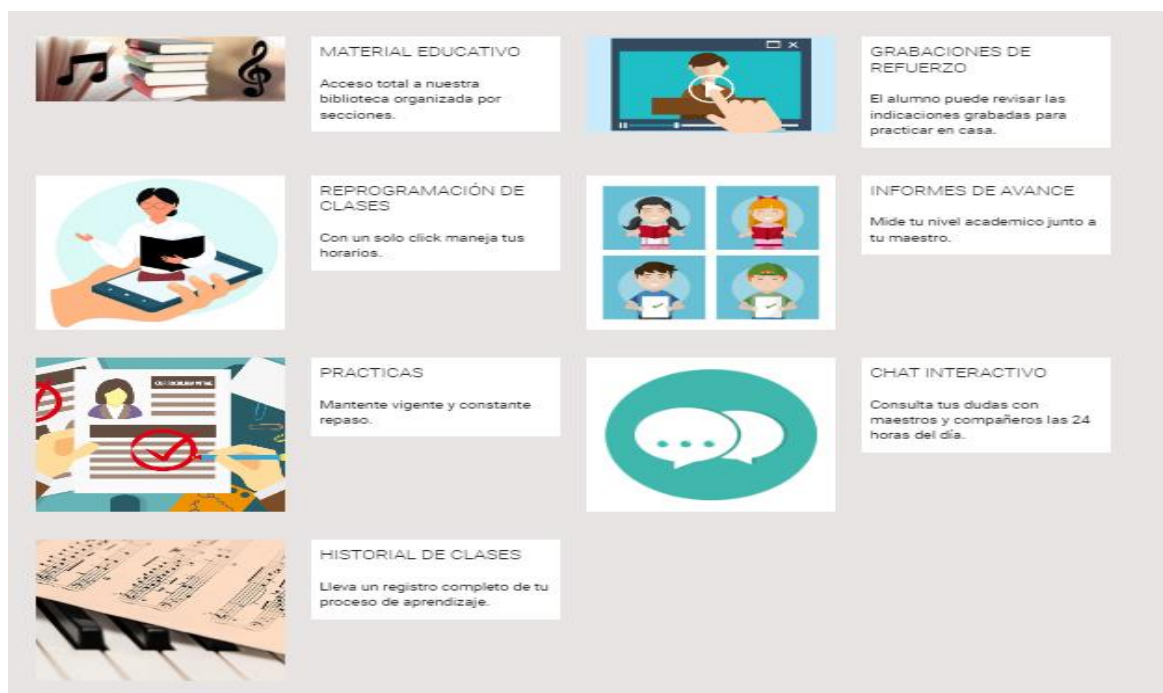 MATERIAL EDUCATIVO
Acceso total a nuestra
biblioteca organizada por
secciones.
GRABACIONES DE
REFUERZO
El alumno puede revisar las
indicaciones grabadas para
practicar en casa.
REPROGRAMACIÓN DE
CLASES
Con un solo click maneja tus
horarios.
INFORMES DE AVANCE
Mide tu nivel academico junto a
tu maestro.
PRACTICAS
Mantente vigente y constante
repaso.
CHAT INTERACTIVO
Consulta tus dudas con
maestros y compañeros las 24
horas del día.
HISTORIAL DE CLASES
Lleva un registro completo de tu
proceso de aprendizaje.